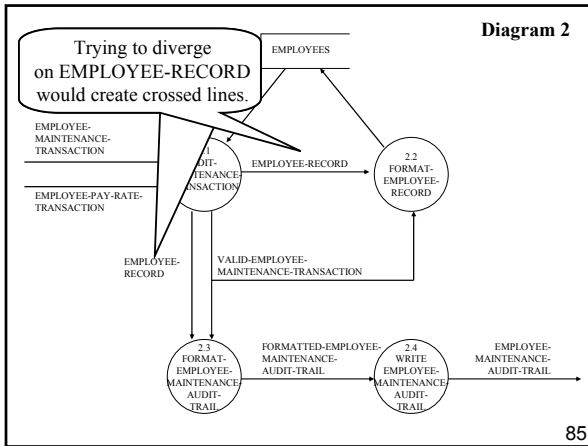 Diagram 2
Trying to diverge
on EMPLOYEE-RECORD
would create crossed lines.
EMPLOYEES
EMPLOYEE-
MAINTENANCE-
TRANSACTION
EMPLOYEE-PAY-RATE-
TRANSACTION
EMPLOYEE-RECORD
2.2
FORMAT-
EMPLOYEE-
RECORD
EMPLOYEE-
RECORD
VALID-EMPLOYEE-
MAINTENANCE-TRANSACTION
2.3
FORMAT-
EMPLOYEE-
MAINTENANCE-
AUDIT-
TRAIL
FORMATTED-EMPLOYEE-
MAINTENANCE-
AUDIT-TRAIL
2.4
WRITE
EMPLOYEE-
MAINTENANCE-
AUDIT-
TRAIL
EMPLOYEE-
MAINTENANCE-
AUDIT-TRAIL
85